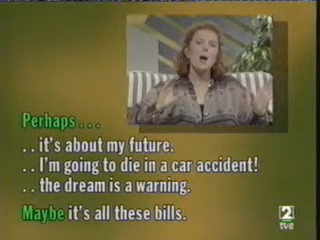 Perhaps . . .
. . it's about my future.
. . I'm going to die in a car accident!
. . the dream is a warning.
Maybe it's all these bills.
2
tve